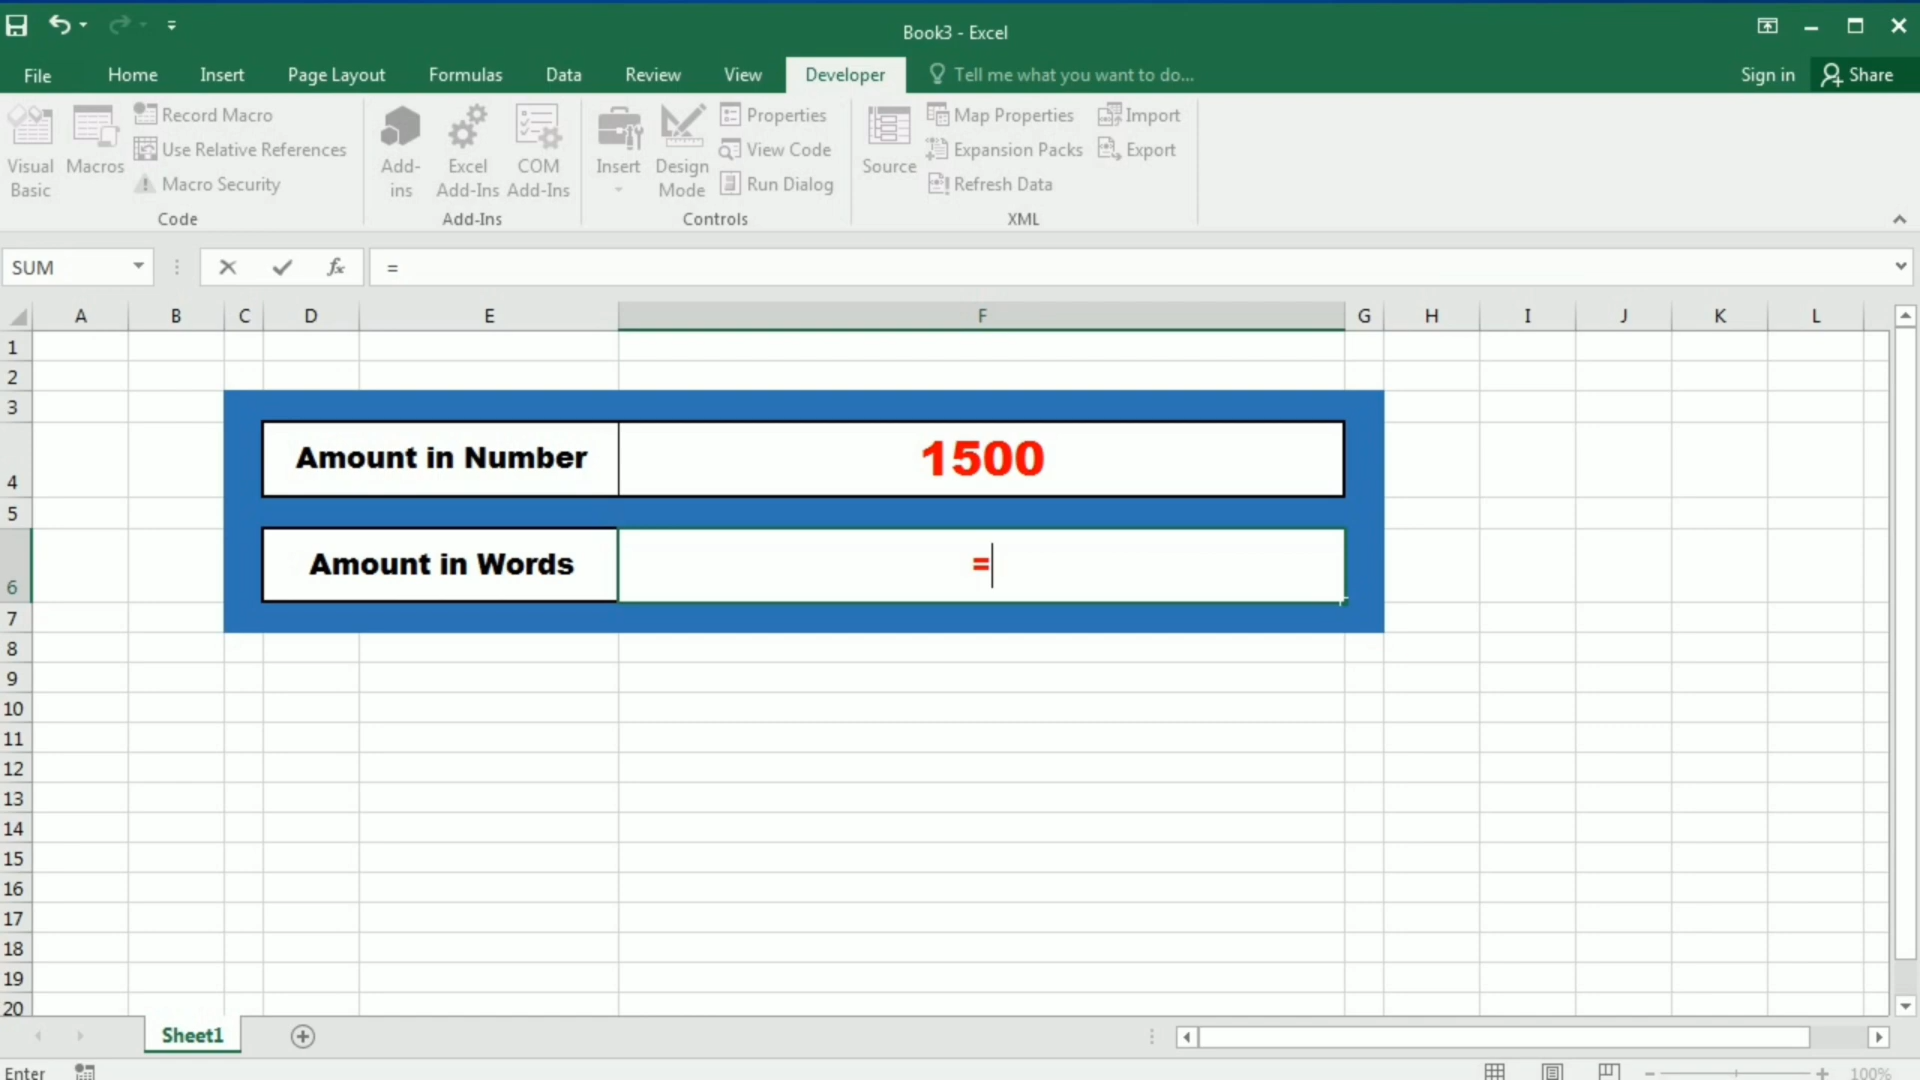 Book3 - Excel
File Home Insert Page Layout Formulas Data Review View Developer Tell me what you want to do... Sign in Share
Visual Basic
Macros
Record Macro
Use Relative References
Macro Security
Code
Add-ins
Excel Add-Ins
COM Add-Ins
Add-Ins
Insert
Design Mode
Properties
View Code
Run Dialog
Controls
Source
Map Properties
Expansion Packs
Refresh Data
Import
Export
XML
SUM fx =
A B C D E F G H I J K L
1
2
3
4 Amount in Number 1500
5
6 Amount in Words =
7
8
9
10
11
12
13
14
15
16
17
18
19
20
Sheet1
Enter 100%